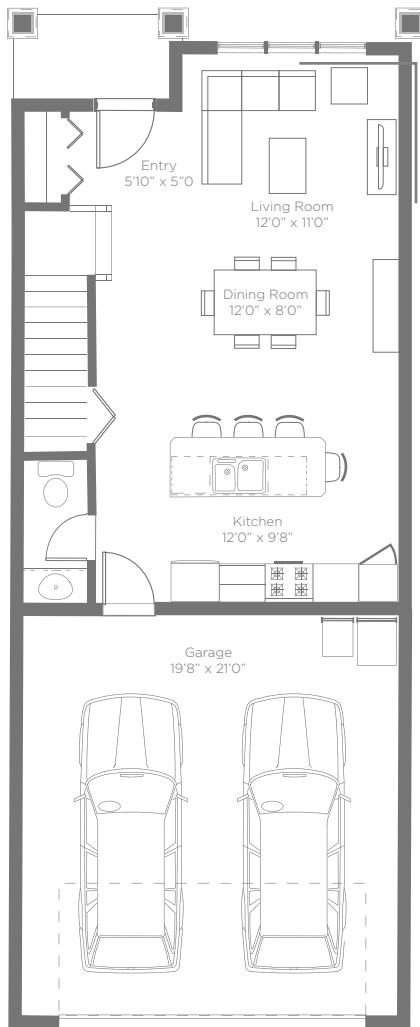 Entry
5'10" x 5'0
Living Room
12'0" x 11'0"
Dining Room
12'0" x 8'0"
Kitchen
12'0" x 9'8"
Garage
19'8" x 21'0"